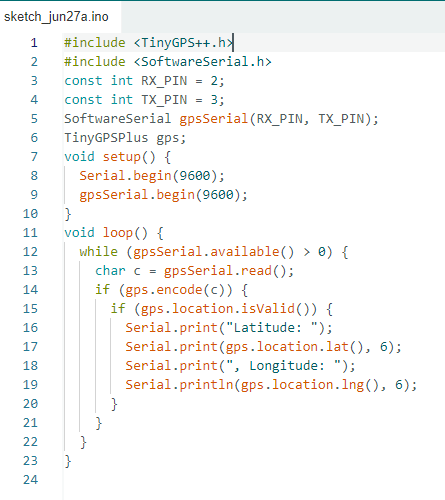 sketch_jun27a.ino
1 #include <TinyGPS++.h>
2 #include <SoftwareSerial.h>
3 const int RX_PIN = 2;
4 const int TX_PIN = 3;
5 SoftwareSerial gpsSerial(RX_PIN, TX_PIN);
6 TinyGPSPlus gps;
7 void setup() {
8   Serial.begin(9600);
9   gpsSerial.begin(9600);
10 }
11 void loop() {
12   while (gpsSerial.available() > 0) {
13     char c = gpsSerial.read();
14     if (gps.encode(c)) {
15       if (gps.location.isValid()) {
16         Serial.print("Latitude: ");
17         Serial.print(gps.location.lat(), 6);
18         Serial.print(", Longitude: ");
19         Serial.println(gps.location.lng(), 6);
20       }
21     }
22   }
23 }
24